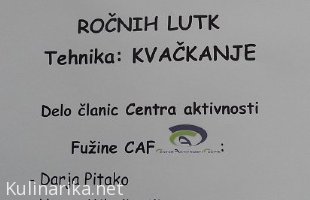 ROČNIH LUTK
Tehnika: KVAČKANJE
Delo članic Centra aktivnosti
Fužine CAF :
- Darja Pitako
Kulinarika.net